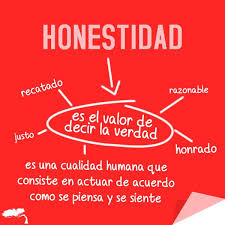 HONESTIDAD
recatado
razonable
es el valor de
decir la verdad
justo
honrado
es una cualidad humana que
consiste en actuar de acuerdo
como se piensa y se siente